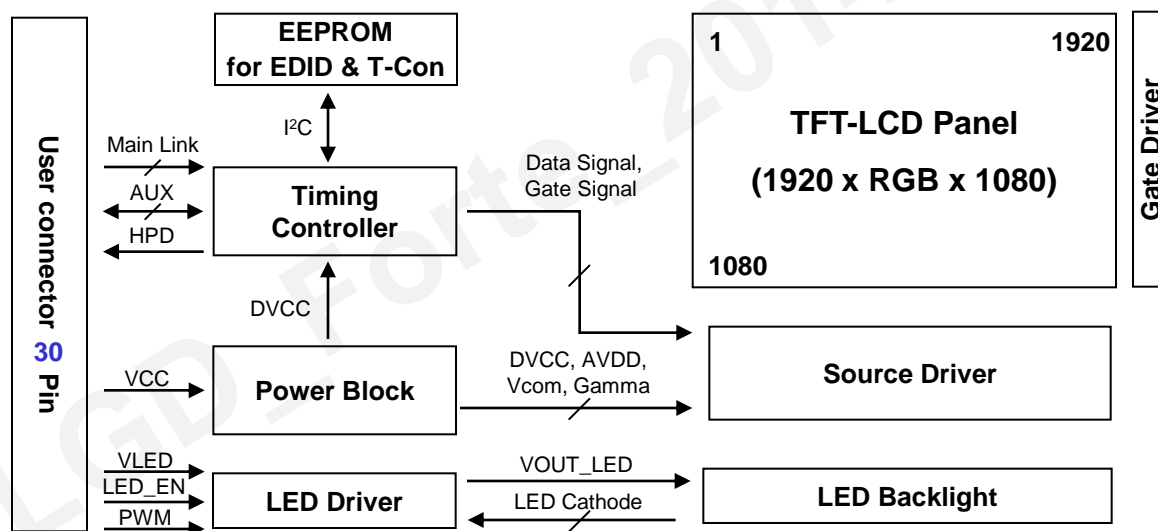 EEPROM
for EDID & T-Con
1
1920
TFT-LCD Panel
(1920 x RGB x 1080)
1080
Gate Driver
User connector 30 Pin
I²C
Main Link
AUX
HPD
Timing
Controller
Data Signal,
Gate Signal
DVCC
VCC
Power Block
DVCC, AVDD,
Vcom, Gamma
Source Driver
VLED
LED_EN
PWM
LED Driver
VOUT_LED
LED Cathode
LED Backlight
LGD_Forte_201